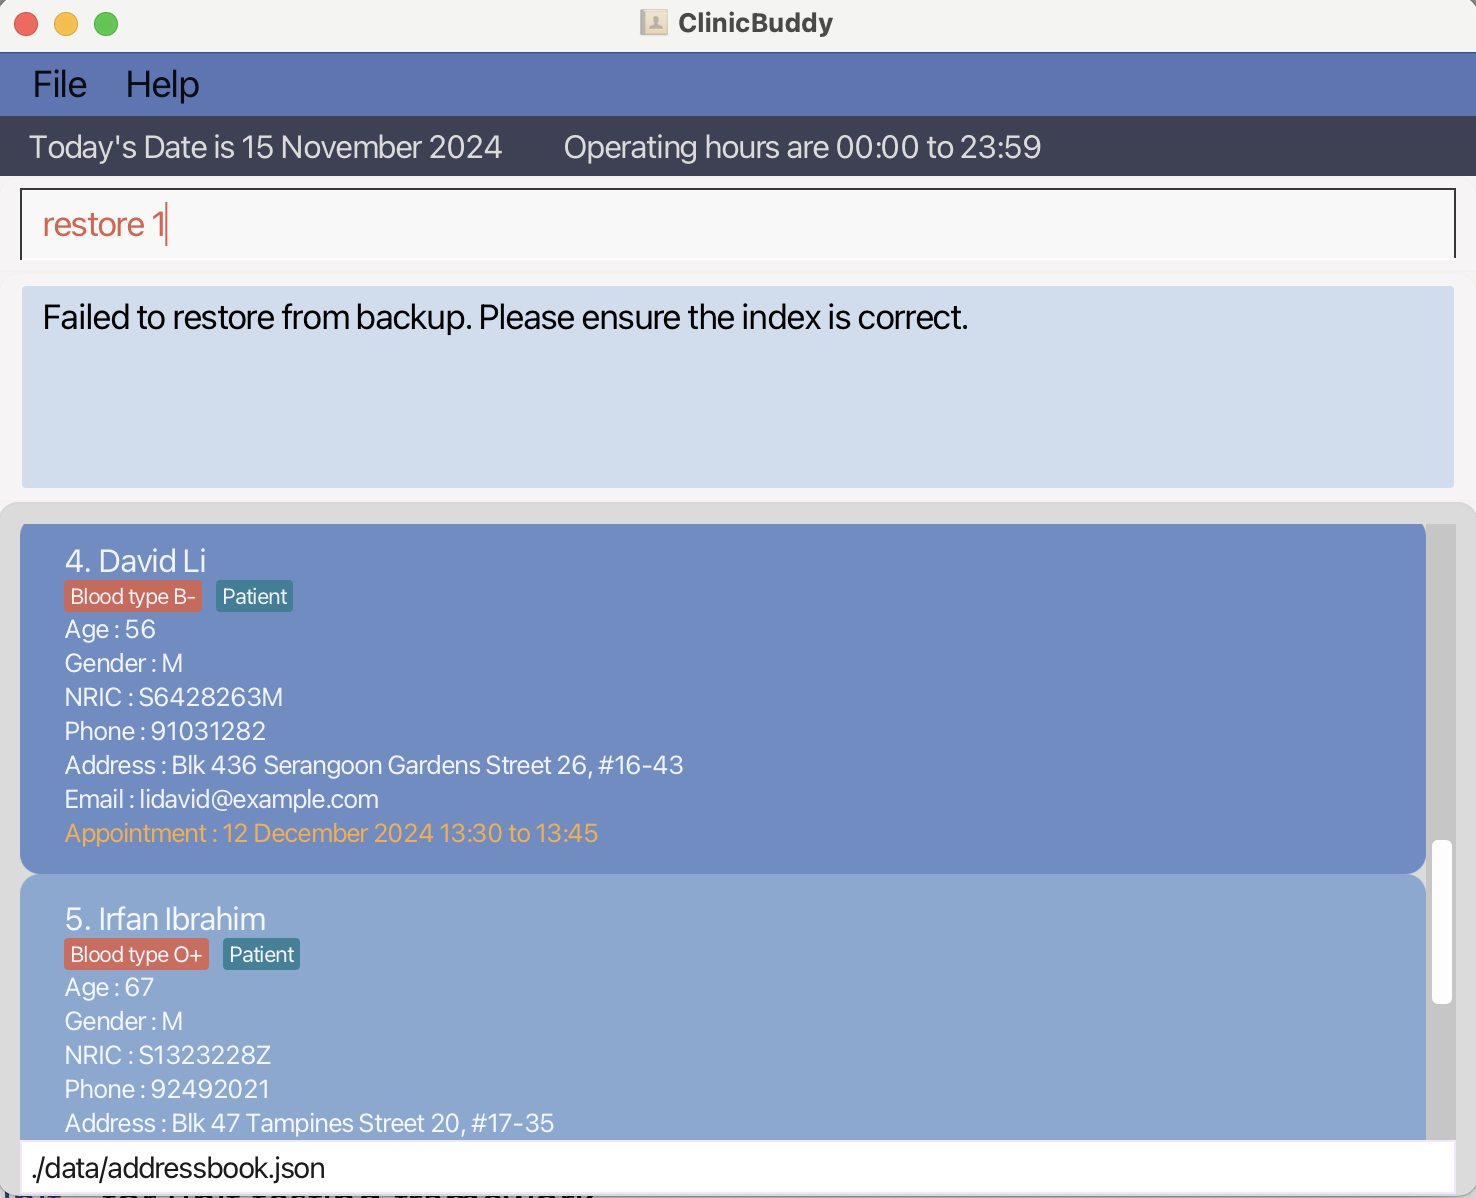 ClinicBuddy
File Help
Today's Date is 15 November 2024 Operating hours are 00:00 to 23:59
restore 1
Failed to restore from backup. Please ensure the index is correct.
4. David Li
Blood type B- Patient
Age : 56
Gender : M
NRIC : S6428263M
Phone : 91031282
Address : Blk 436 Serangoon Gardens Street 26, #16-43
Email : lidavid@example.com
Appointment : 12 December 2024 13:30 to 13:45
5. Irfan Ibrahim
Blood type O+ Patient
Age : 67
Gender : M
NRIC : S1323228Z
Phone : 92492021
Address : Blk 47 Tampines Street 20, #17-35
./data/addressbook.json